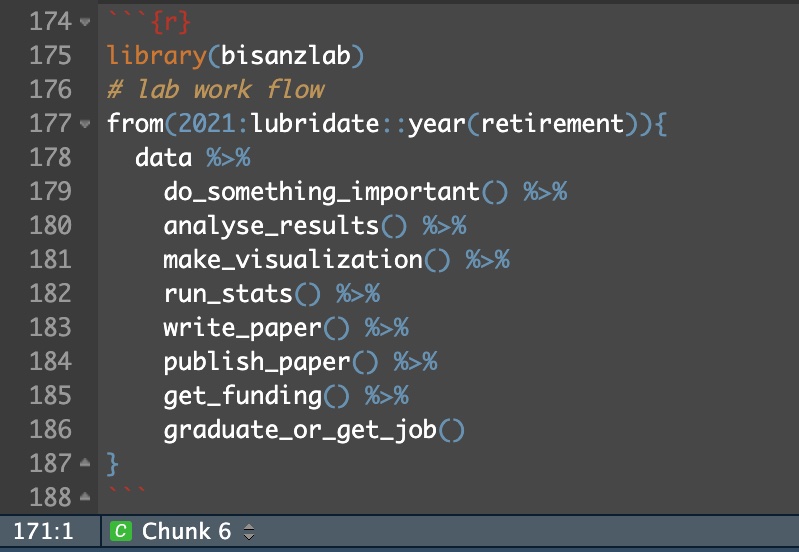 174 ```{r}
175 library(bisanzlab)
176 # lab work flow
177 from(2021:lubridate::year(retirement)){
178   data %>%
179     do_something_important() %>%
180     analyse_results() %>%
181     make_visualization() %>%
182     run_stats() %>%
183     write_paper() %>%
184     publish_paper() %>%
185     get_funding() %>%
186     graduate_or_get_job()
187 }
188 ```
171:1 C Chunk 6